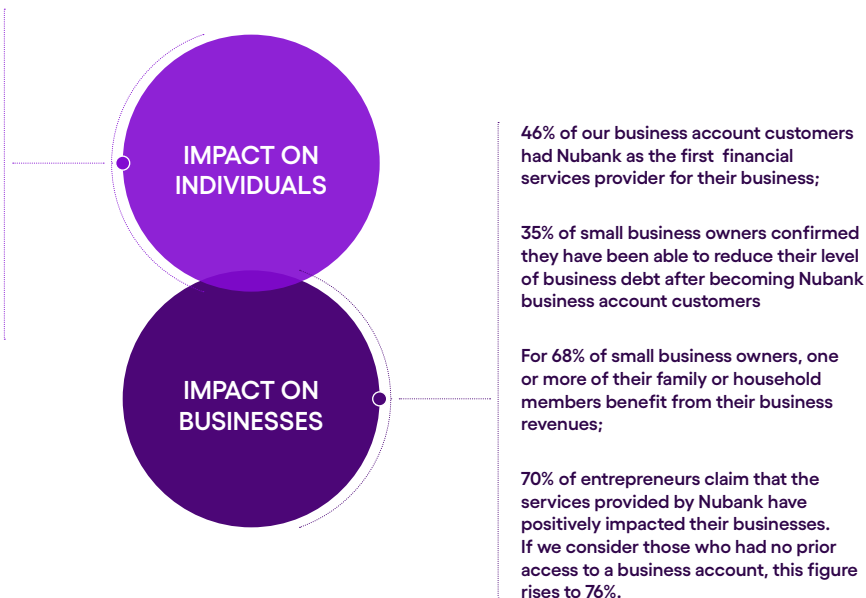 IMPACT ON
INDIVIDUALS
IMPACT ON
BUSINESSES
46% of our business account customers
had Nubank as the first financial
services provider for their business;
35% of small business owners confirmed
they have been able to reduce their level
of business debt after becoming Nubank
business account customers
For 68% of small business owners, one
or more of their family or household
members benefit from their business
revenues;
70% of entrepreneurs claim that the
services provided by Nubank have
positively impacted their businesses.
If we consider those who had no prior
access to a business account, this figure
rises to 76%.